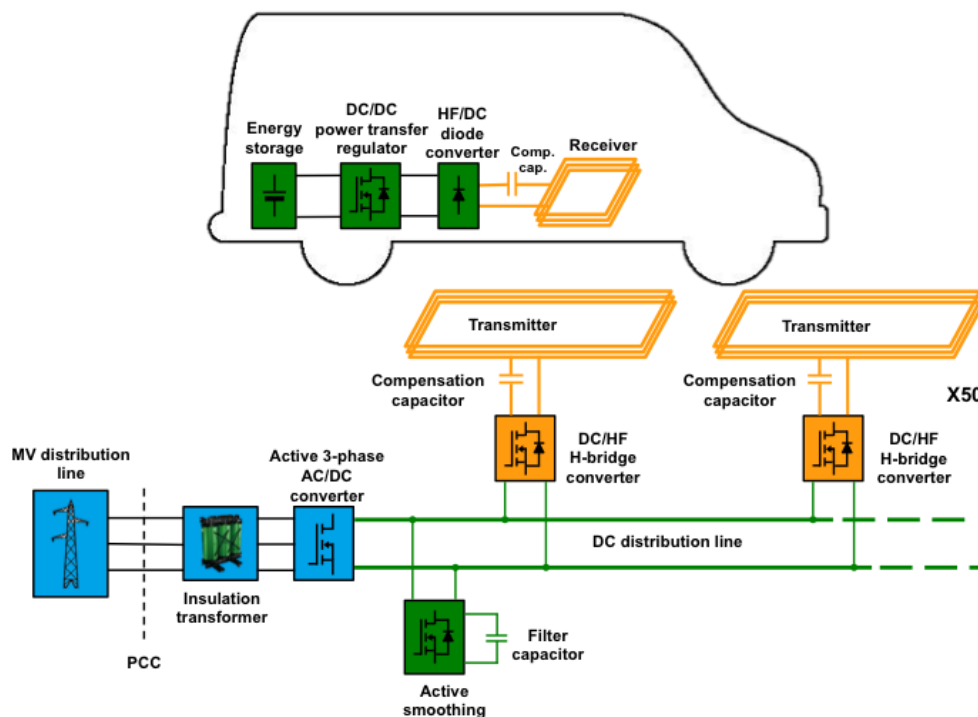 Energy
storage
DC/DC
power transfer
regulator
HF/DC
diode
converter
Comp.
cap.
Receiver
Transmitter
Transmitter
Compensation
capacitor
Compensation
capacitor
X50
DC/HF
H-bridge
converter
DC/HF
H-bridge
converter
MV distribution
line
Active 3-phase
AC/DC
converter
DC distribution line
Insulation
transformer
PCC
Filter
capacitor
Active
smoothing